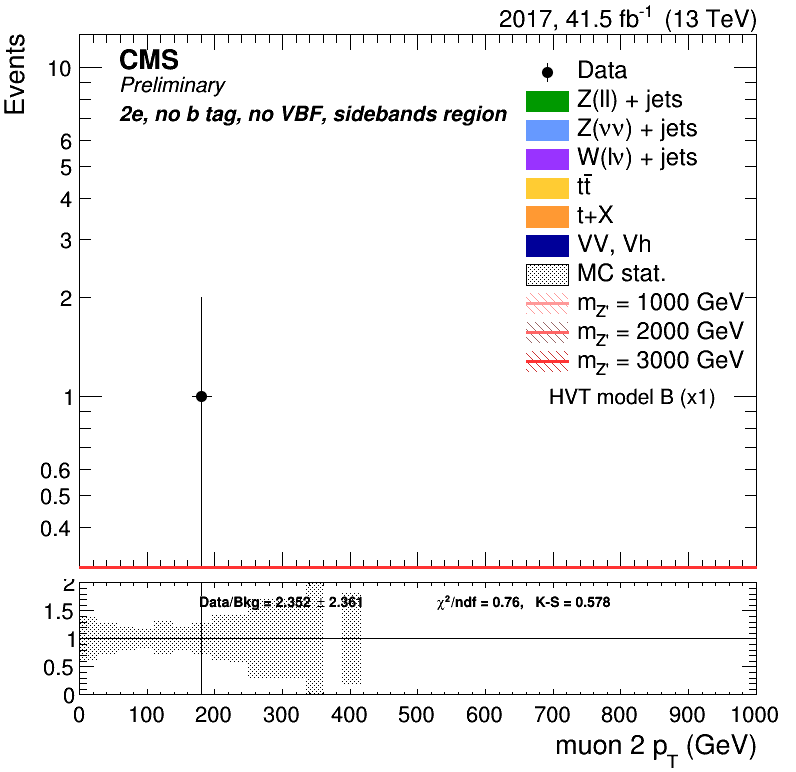 2017, 41.5 fb⁻¹ (13 TeV)
Events
CMS
Preliminary
2e, no b tag, no VBF, sidebands region
Data
Z(ll) + jets
Z(νν) + jets
W(lν) + jets
tt̄
t+X
VV, Vh
MC stat.
m_Z' = 1000 GeV
m_Z' = 2000 GeV
m_Z' = 3000 GeV
HVT model B (x1)
10
6
5
4
3
2
1
0.6
0.5
0.4
Data/Bkg = 2.352 ± 2.361 χ²/ndf = 0.76, K-S = 0.578
2
1.5
1
0.5
0
0 100 200 300 400 500 600 700 800 900 1000
muon 2 p_T (GeV)